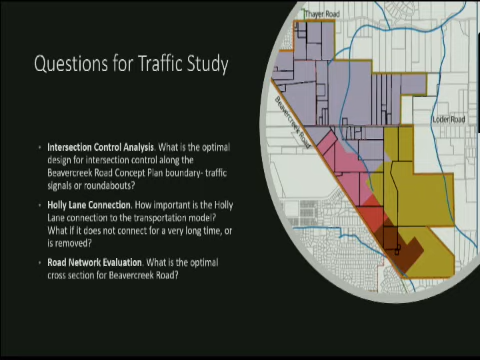 Thayer Road
Questions for Traffic Study
Beavercreek Road
Loder Road
• Intersection Control Analysis. What is the optimal
design for intersection control along the
Beavercreek Road Concept Plan boundary- traffic
signals or roundabouts?
• Holly Lane Connection. How important is the Holly
Lane connection to the transportation model?
What if it does not connect for a very long time, or
is removed?
• Road Network Evaluation. What is the optimal
cross section for Beavercreek Road?